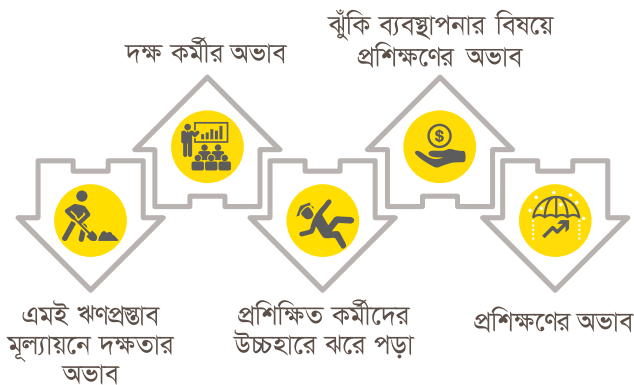 দক্ষ কর্মীর অভাব
ঝুঁকি ব্যবস্থাপনার বিষয়ে
প্রশিক্ষণের অভাব
$
এমই ঋণপ্রস্তাব
মূল্যায়নে দক্ষতার
অভাব
প্রশিক্ষিত কর্মীদের
উচ্চহারে ঝরে পড়া
প্রশিক্ষণের অভাব